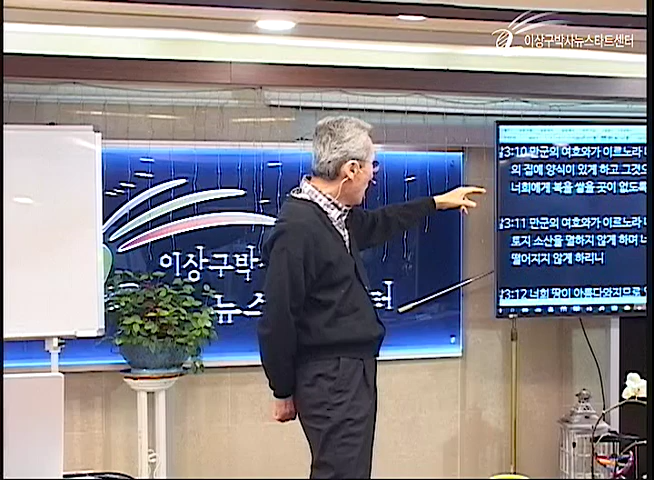 이상구박사뉴스타트센터
이상구박
뉴스 터
3:10 만군의 여호와가 이르노라
의 집에 양식이 있게 하고 그것으
너희에게 복을 쌓을 곳이 없도록
3:11 만군의 여호와가 이르노라
토지 소산을 멸하지 않게 하며 너
떨어지지 않게 하리니
3:12 너희 땅이 아름다와지므로